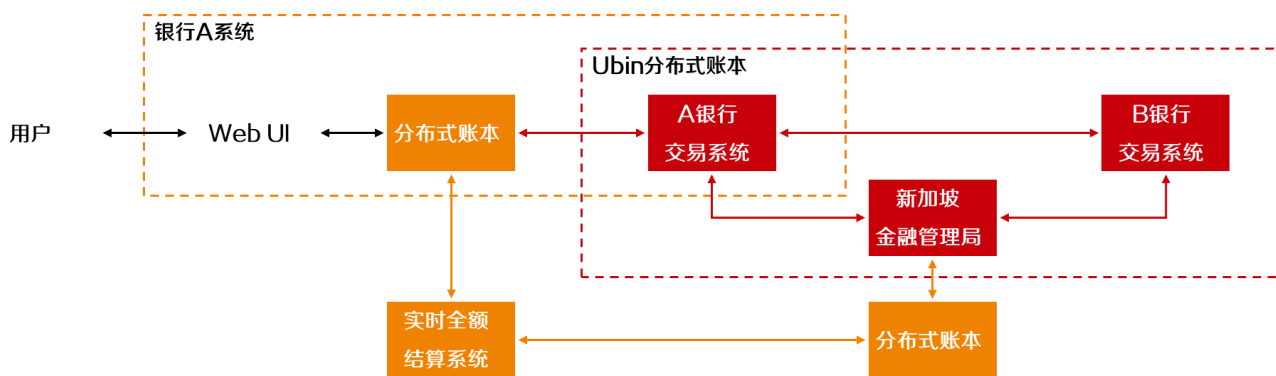 银行A系统
Ubin分布式账本
用户
Web UI
分布式账本
A银行
交易系统
B银行
交易系统
新加坡
金融管理局
实时全额
结算系统
分布式账本